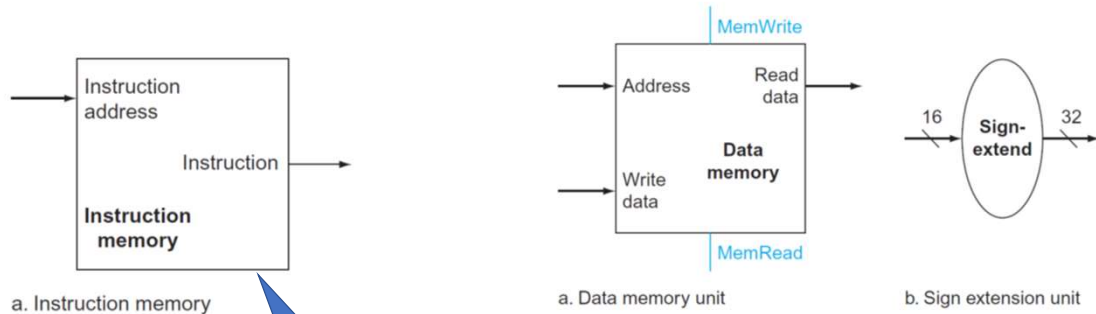 Instruction
address
Instruction
Instruction
memory
a. Instruction memory
MemWrite
Address
Read
data
Data
memory
Write
data
MemRead
a. Data memory unit
16
Sign-
extend
32
b. Sign extension unit